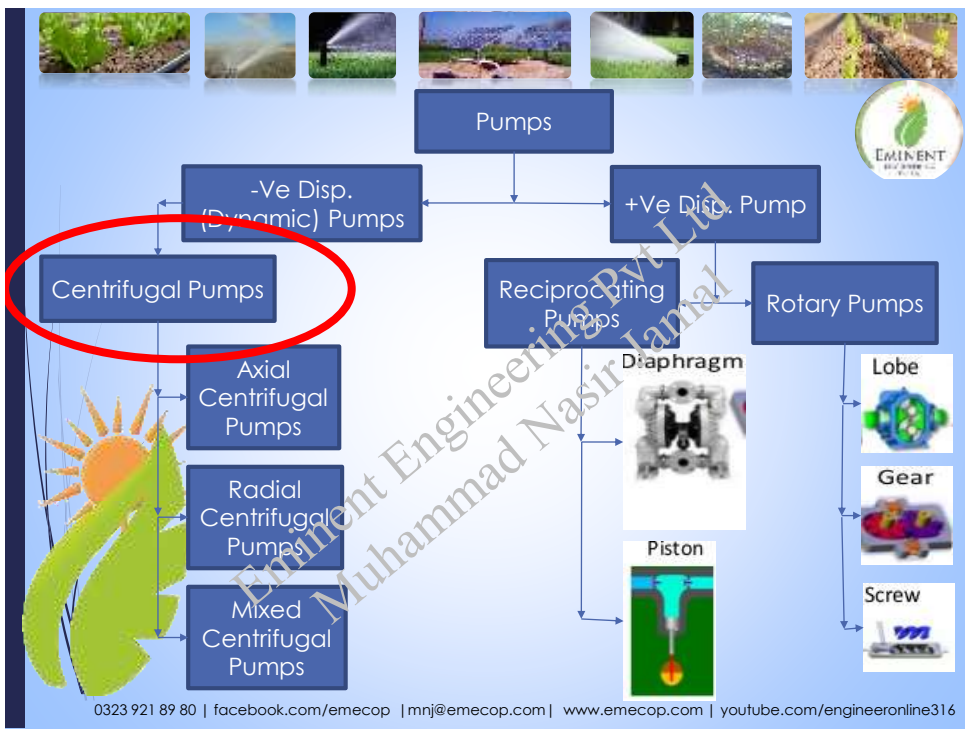 Pumps
EMINENT
-Ve Disp.
(Dynamic) Pumps
+Ve Disp. Pump
Centrifugal Pumps
Reciprocating
Pumps
Rotary Pumps
Axial
Centrifugal
Pumps
Diaphragm
Lobe
Radial
Centrifugal
Pumps
Gear
Piston
Mixed
Centrifugal
Pumps
Screw
Eminent Engineering Pvt Ltd
Muhammad Nasir Jamal
0323 921 89 80 | facebook.com/emecop |mnj@emecop.com| www.emecop.com | youtube.com/engineeronline316